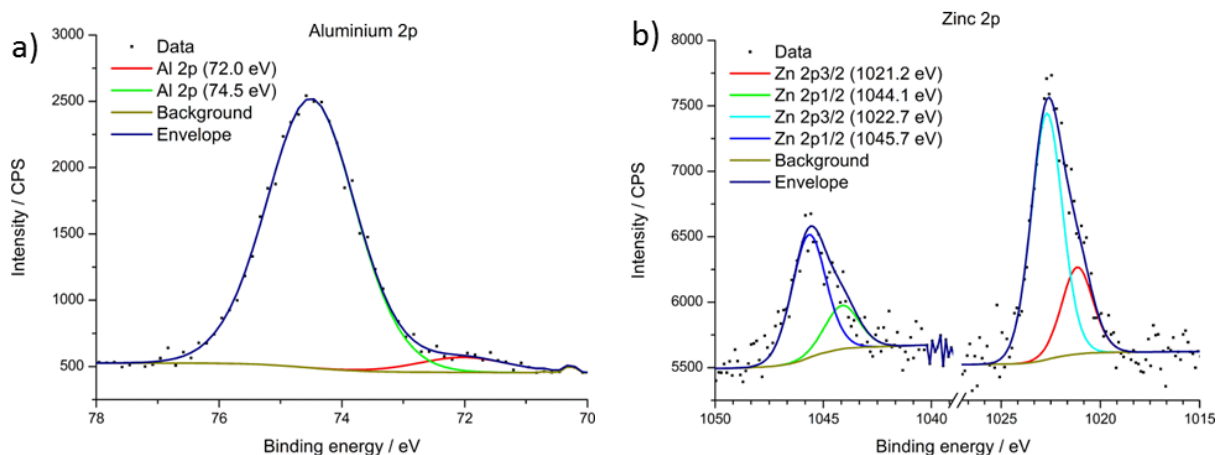 a)
Aluminium 2p
Data
Al 2p (72.0 eV)
Al 2p (74.5 eV)
Background
Envelope
Intensity / CPS
3000
2500
2000
1500
1000
500
78
76
74
72
70
Binding energy / eV
b)
Zinc 2p
Data
Zn 2p3/2 (1021.2 eV)
Zn 2p1/2 (1044.1 eV)
Zn 2p3/2 (1022.7 eV)
Zn 2p1/2 (1045.7 eV)
Background
Envelope
Intensity / CPS
8000
7500
7000
6500
6000
5500
1050
1045
1040
1025
1020
1015
Binding energy / eV